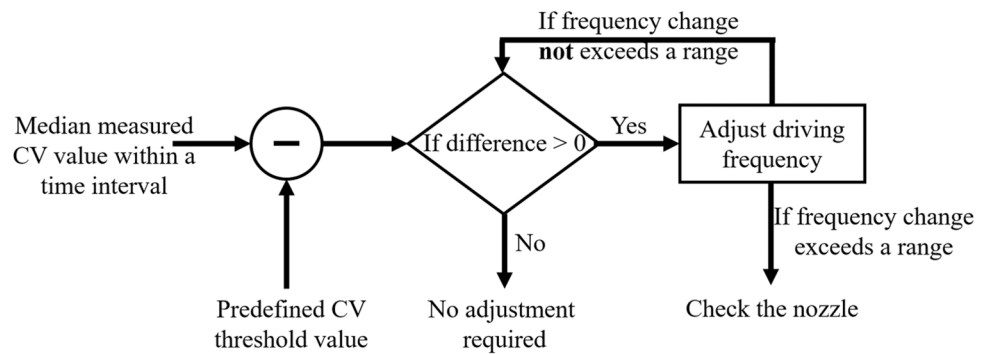 If frequency change
not exceeds a range
Median measured
CV value within a
time interval
−
If difference > 0
Yes
Adjust driving
frequency
No
If frequency change
exceeds a range
Predefined CV
threshold value
No adjustment
required
Check the nozzle